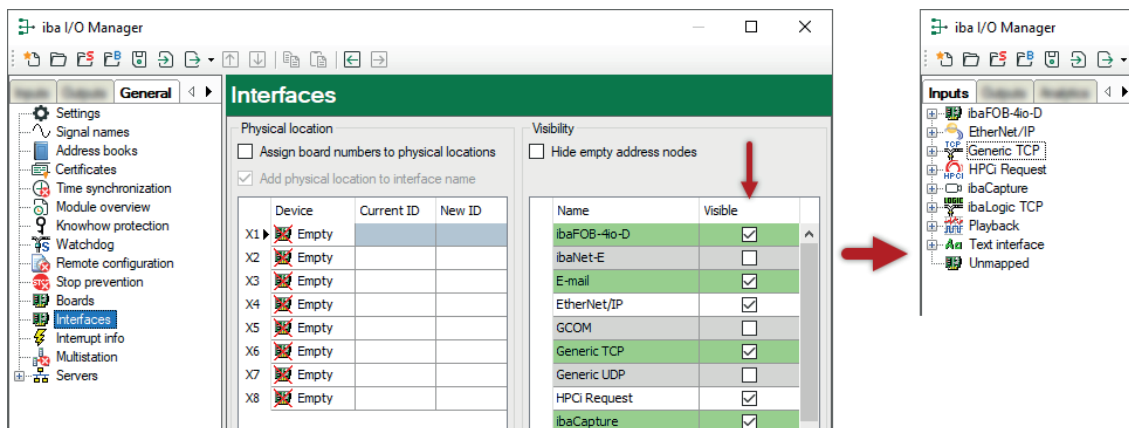 iba I/O Manager
General
Settings
Signal names
Address books
Certificates
Time synchronization
Module overview
Knowhow protection
Watchdog
Remote configuration
Stop prevention
Boards
Interfaces
Interrupt info
Multistation
Servers
Interfaces
Physical location
Assign board numbers to physical locations
Add physical location to interface name
Device Current ID New ID
X1 Empty
X2 Empty
X3 Empty
X4 Empty
X5 Empty
X6 Empty
X7 Empty
X8 Empty
Visibility
Hide empty address nodes
Name Visible
ibaFOB-4io-D
ibaNet-E
E-mail
EtherNet/IP
GCOM
Generic TCP
Generic UDP
HPCi Request
ibaCapture
iba I/O Manager
Inputs
ibaFOB-4io-D
EtherNet/IP
TCP Generic TCP
HPCI HPCi Request
ibaCapture
LOGIC ibaLogic TCP
Playback
Aa Text interface
Unmapped